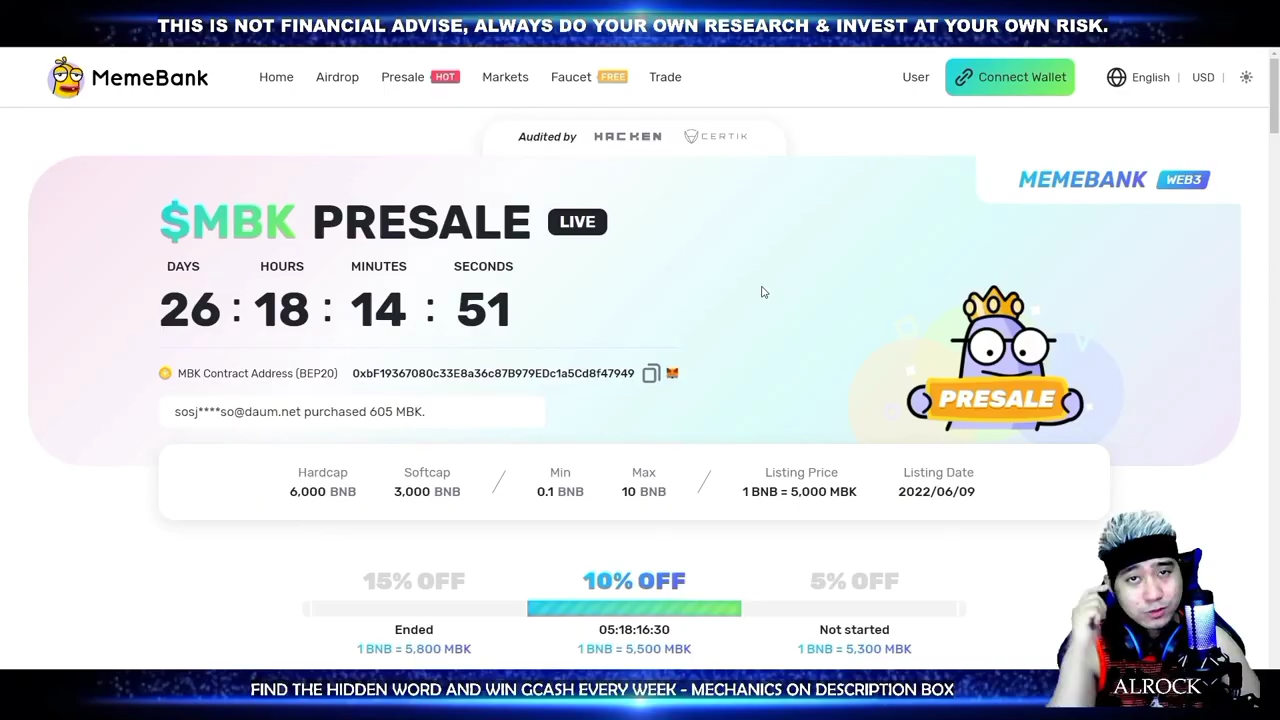 THIS IS NOT FINANCIAL ADVISE, ALWAYS DO YOUR OWN RESEARCH & INVEST AT YOUR OWN RISK.
MemeBank Home Airdrop Presale HOT Markets Faucet FREE Trade User Connect Wallet English | USD |
Audited by HACKEN CERTIK
MEMEBANK WEB3
$MBK PRESALE LIVE
DAYS HOURS MINUTES SECONDS
26 : 18 : 14 : 51
MBK Contract Address (BEP20) 0xbF19367080c33E8a36c87B979EDc1a5Cd8f47949
PRESALE
sosj****so@daum.net purchased 605 MBK.
Hardcap Softcap Min Max Listing Price Listing Date
6,000 BNB 3,000 BNB 0.1 BNB 10 BNB 1 BNB = 5,000 MBK 2022/06/09
15% OFF 10% OFF 5% OFF
Ended 05:18:16:30 Not started
1 BNB = 5,800 MBK 1 BNB = 5,500 MBK 1 BNB = 5,300 MBK
ALROCK
FIND THE HIDDEN WORD AND WIN GCASH EVERY WEEK - MECHANICS ON DESCRIPTION BOX